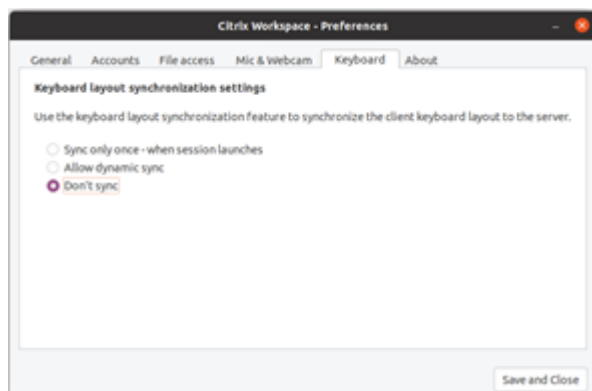 Citrix Workspace - Preferences
General Accounts File access Mic & Webcam Keyboard About
Keyboard layout synchronization settings
Use the keyboard layout synchronization feature to synchronize the client keyboard layout to the server.
Sync only once - when session launches
Allow dynamic sync
Don't sync
Save and Close